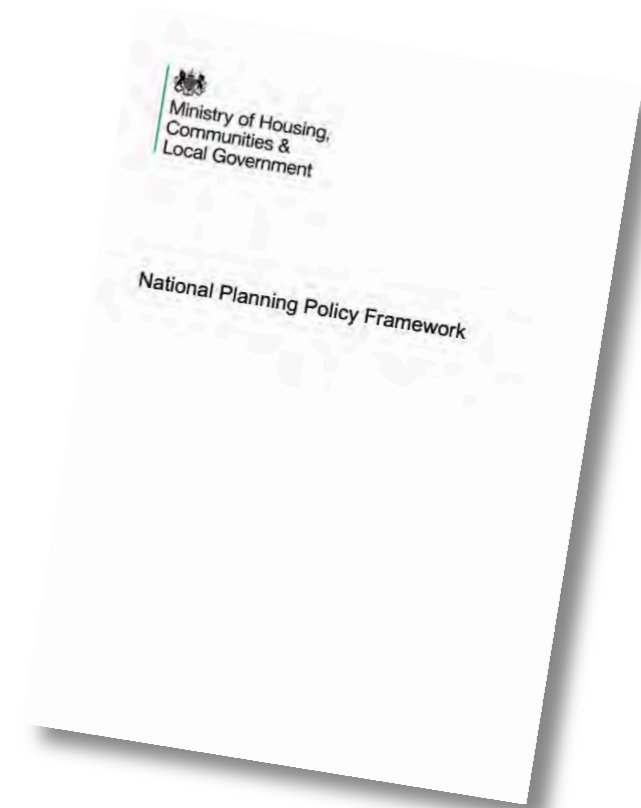 Ministry of Housing,
Communities &
Local Government
National Planning Policy Framework